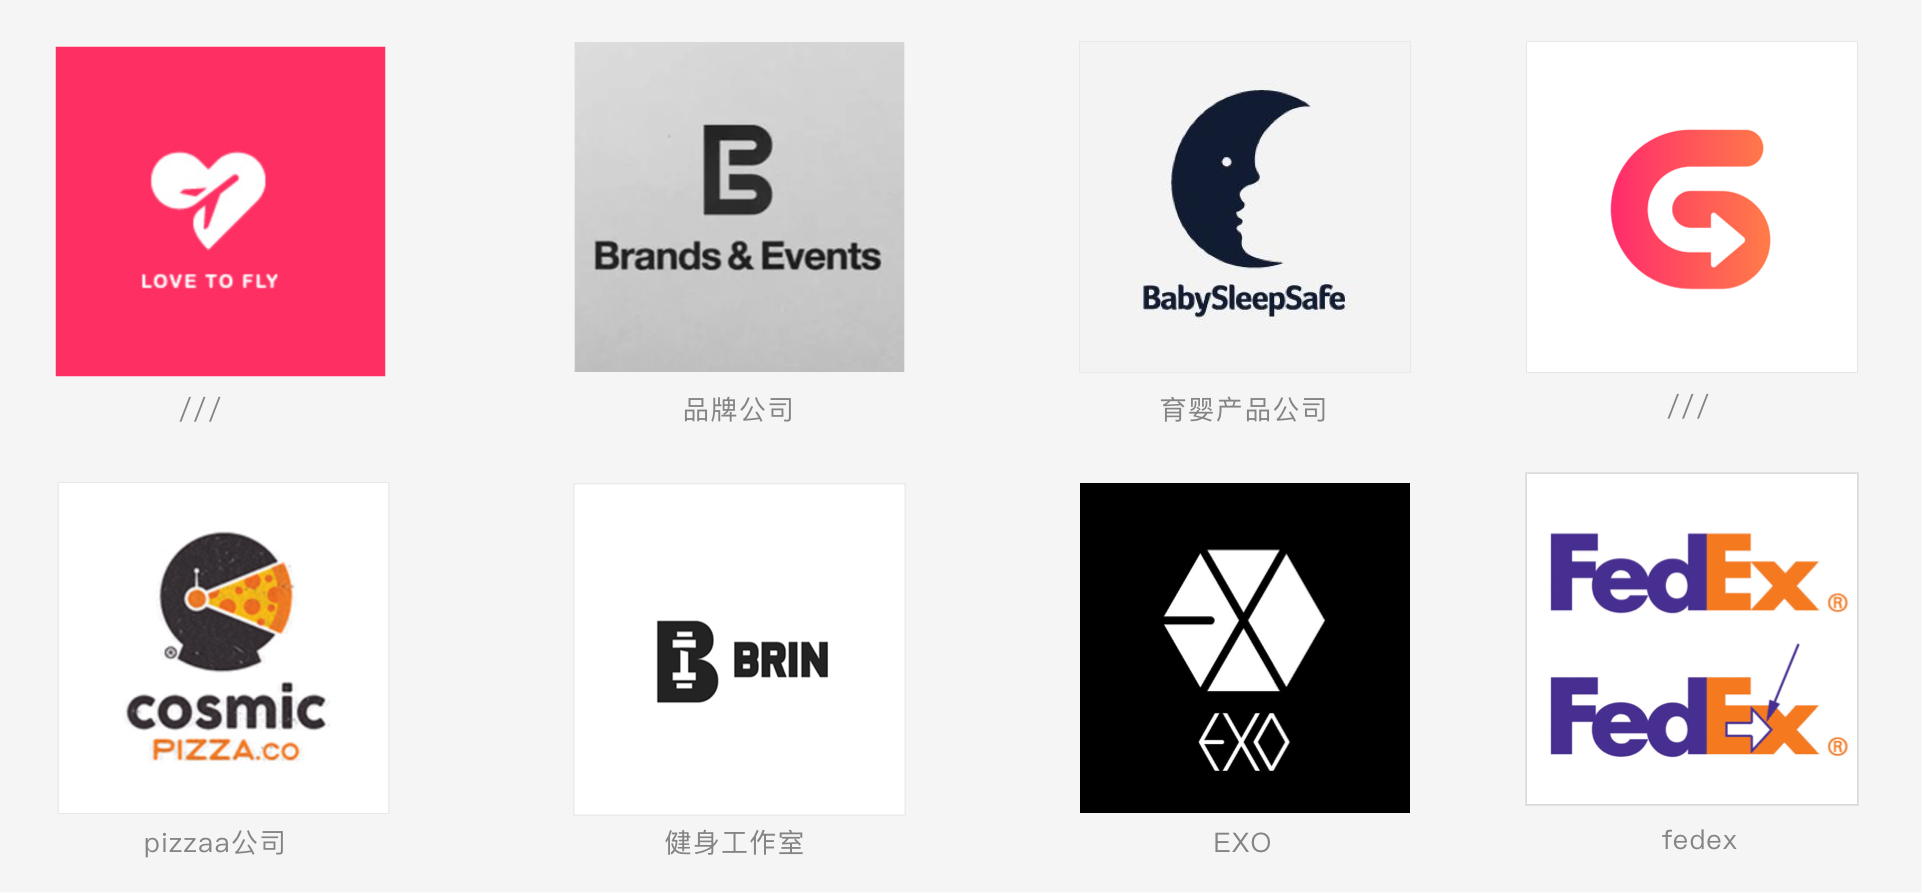 LOVE TO FLY
B
Brands & Events
BabySleepSafe
G
///
品牌公司
育婴产品公司
///
cosmic
PIZZA.CO
®
B BRIN
EXO
EXO
FedEx ®
FedEx ®
pizzaa公司
健身工作室
EXO
fedex